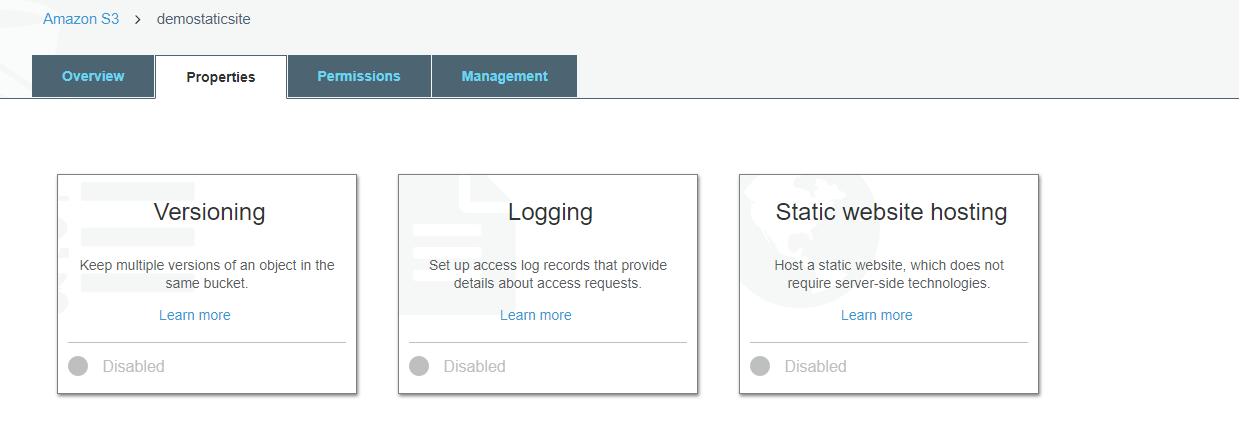 Amazon S3 > demostaticsite
Overview
Properties
Permissions
Management
Versioning
Keep multiple versions of an object in the
same bucket.
Learn more
Disabled
Logging
Set up access log records that provide
details about access requests.
Learn more
Disabled
Static website hosting
Host a static website, which does not
require server-side technologies.
Learn more
Disabled